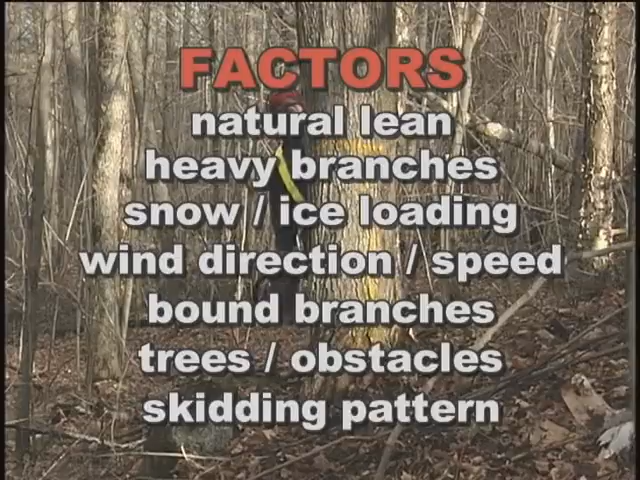 FACTORS
natural lean
heavy branches
snow / ice loading
wind direction / speed
bound branches
trees / obstacles
skidding pattern